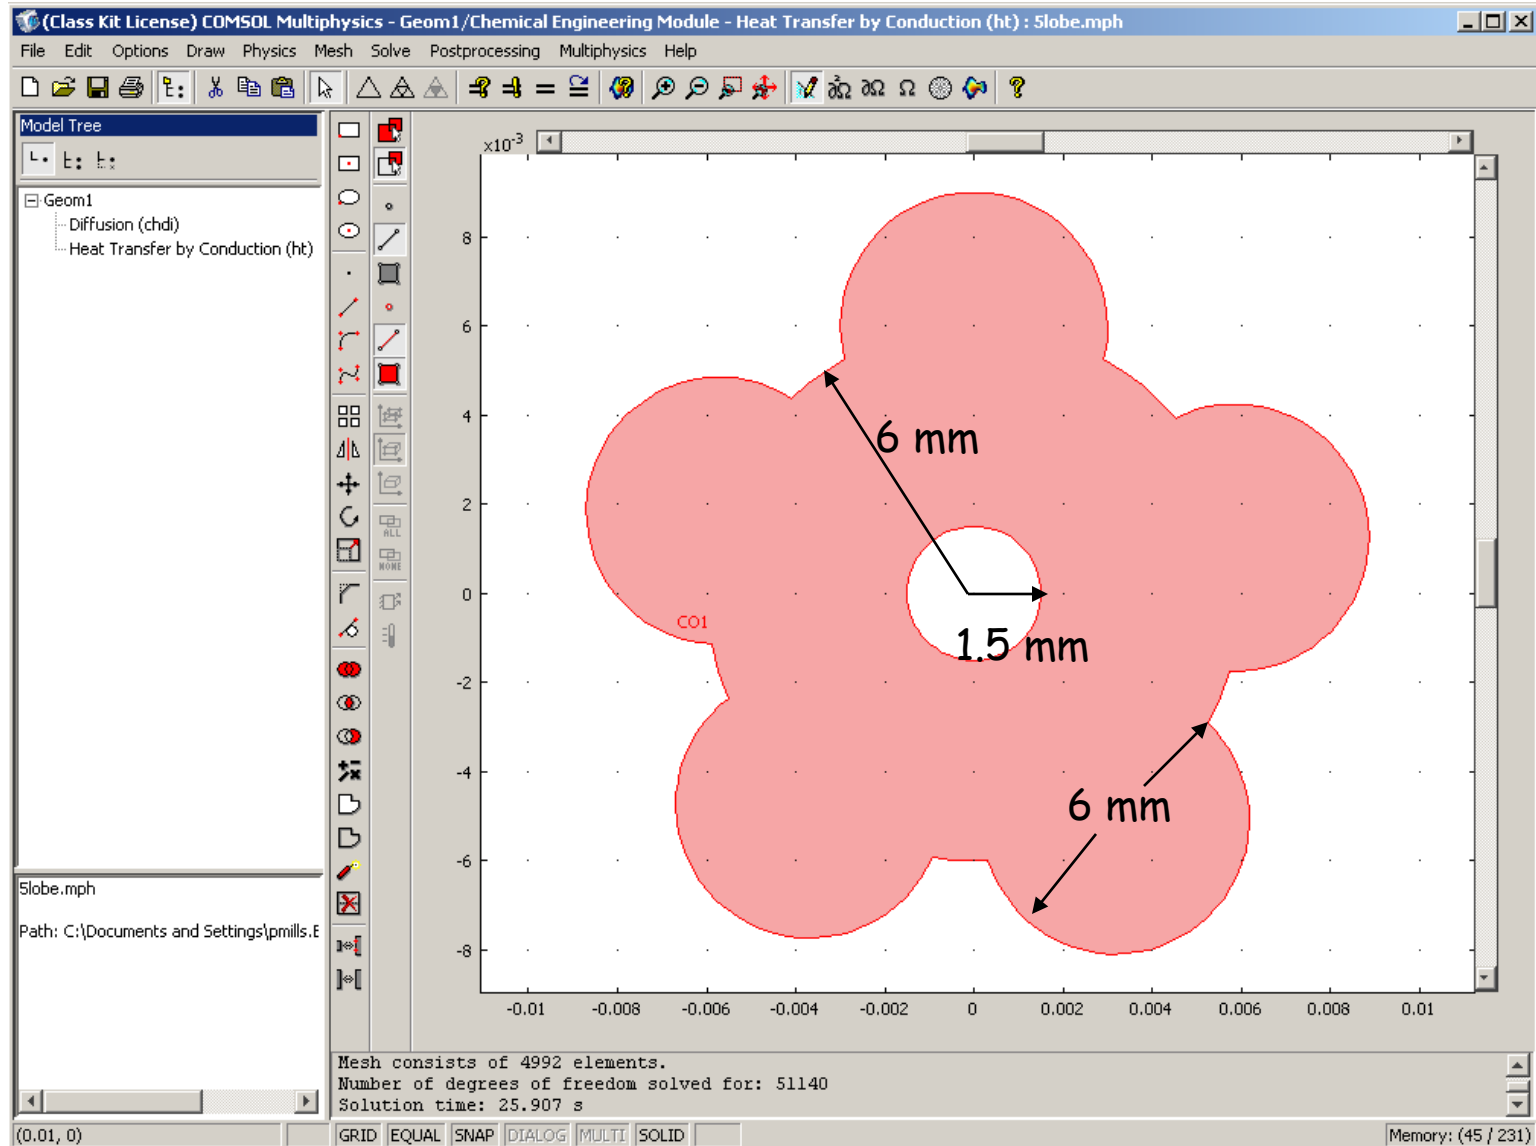 (Class Kit License) COMSOL Multiphysics - Geom1/Chemical Engineering Module - Heat Transfer by Conduction (ht) : 5lobe.mph
File Edit Options Draw Physics Mesh Solve Postprocessing Multiphysics Help
Model Tree
Geom1
Diffusion (chdi)
Heat Transfer by Conduction (ht)
5lobe.mph
Path: C:\Documents and Settings\pmills.E
ALL
NONE
x10-3
8
6
4
2
0
-2
-4
-6
-8
6 mm
1.5 mm
CO1
6 mm
-0.01 -0.008 -0.006 -0.004 -0.002 0 0.002 0.004 0.006 0.008 0.01
Mesh consists of 4992 elements.
Number of degrees of freedom solved for: 51140
Solution time: 25.907 s
(0.01, 0) GRID EQUAL SNAP DIALOG MULTI SOLID Memory: (45 / 231)